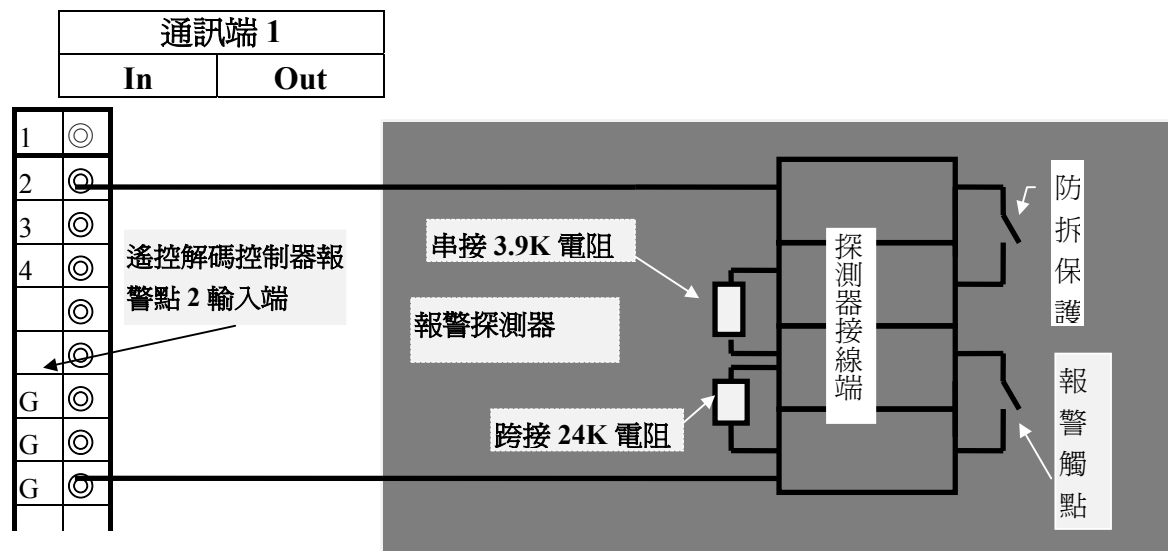 通訊端 1
In Out
1
2
3
4
G
G
G
遙控解碼控制器報
警點 2 輸入端
串接 3.9K 電阻
報警探測器
跨接 24K 電阻
探測器接線端
防拆保護
報警觸點